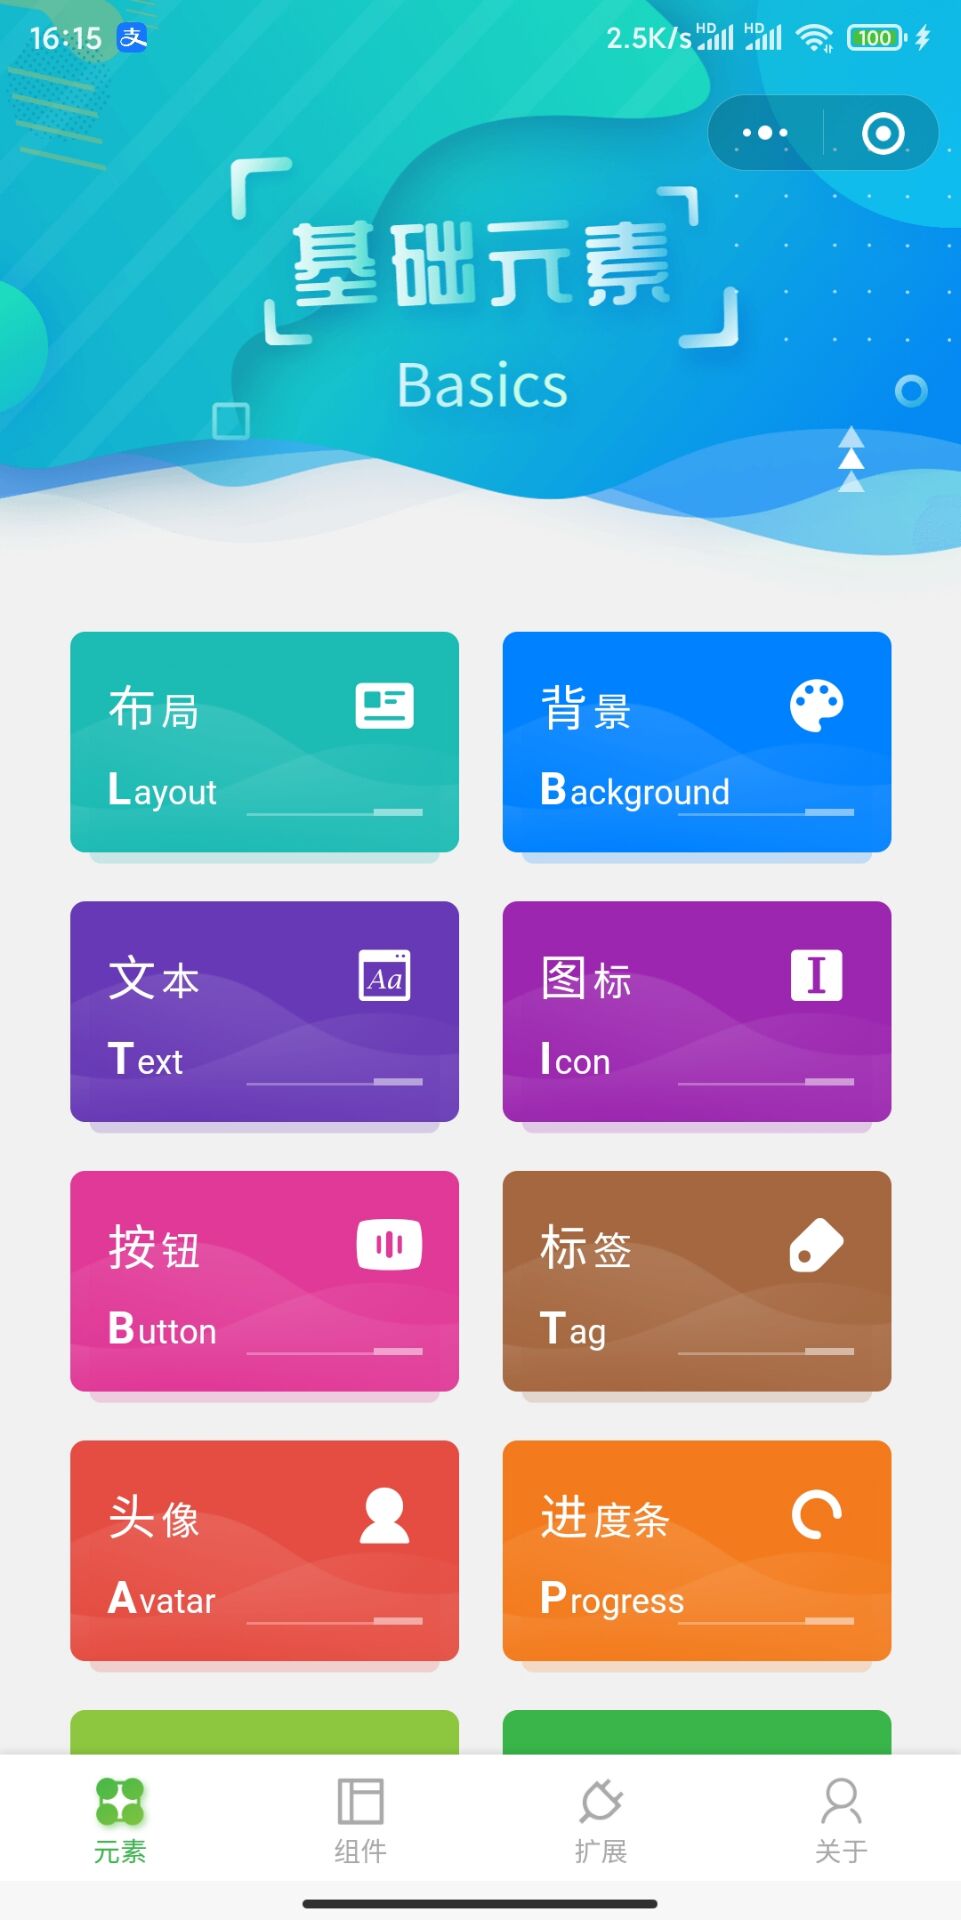 16:15 支 2.5K/s HD HD 100
基础元素
Basics
布局
Layout
背景
Background
文本
Aa
Text
图标
I
Icon
按钮
Button
标签
Tag
头像
Avatar
进度条
Progress
元素
组件
扩展
关于